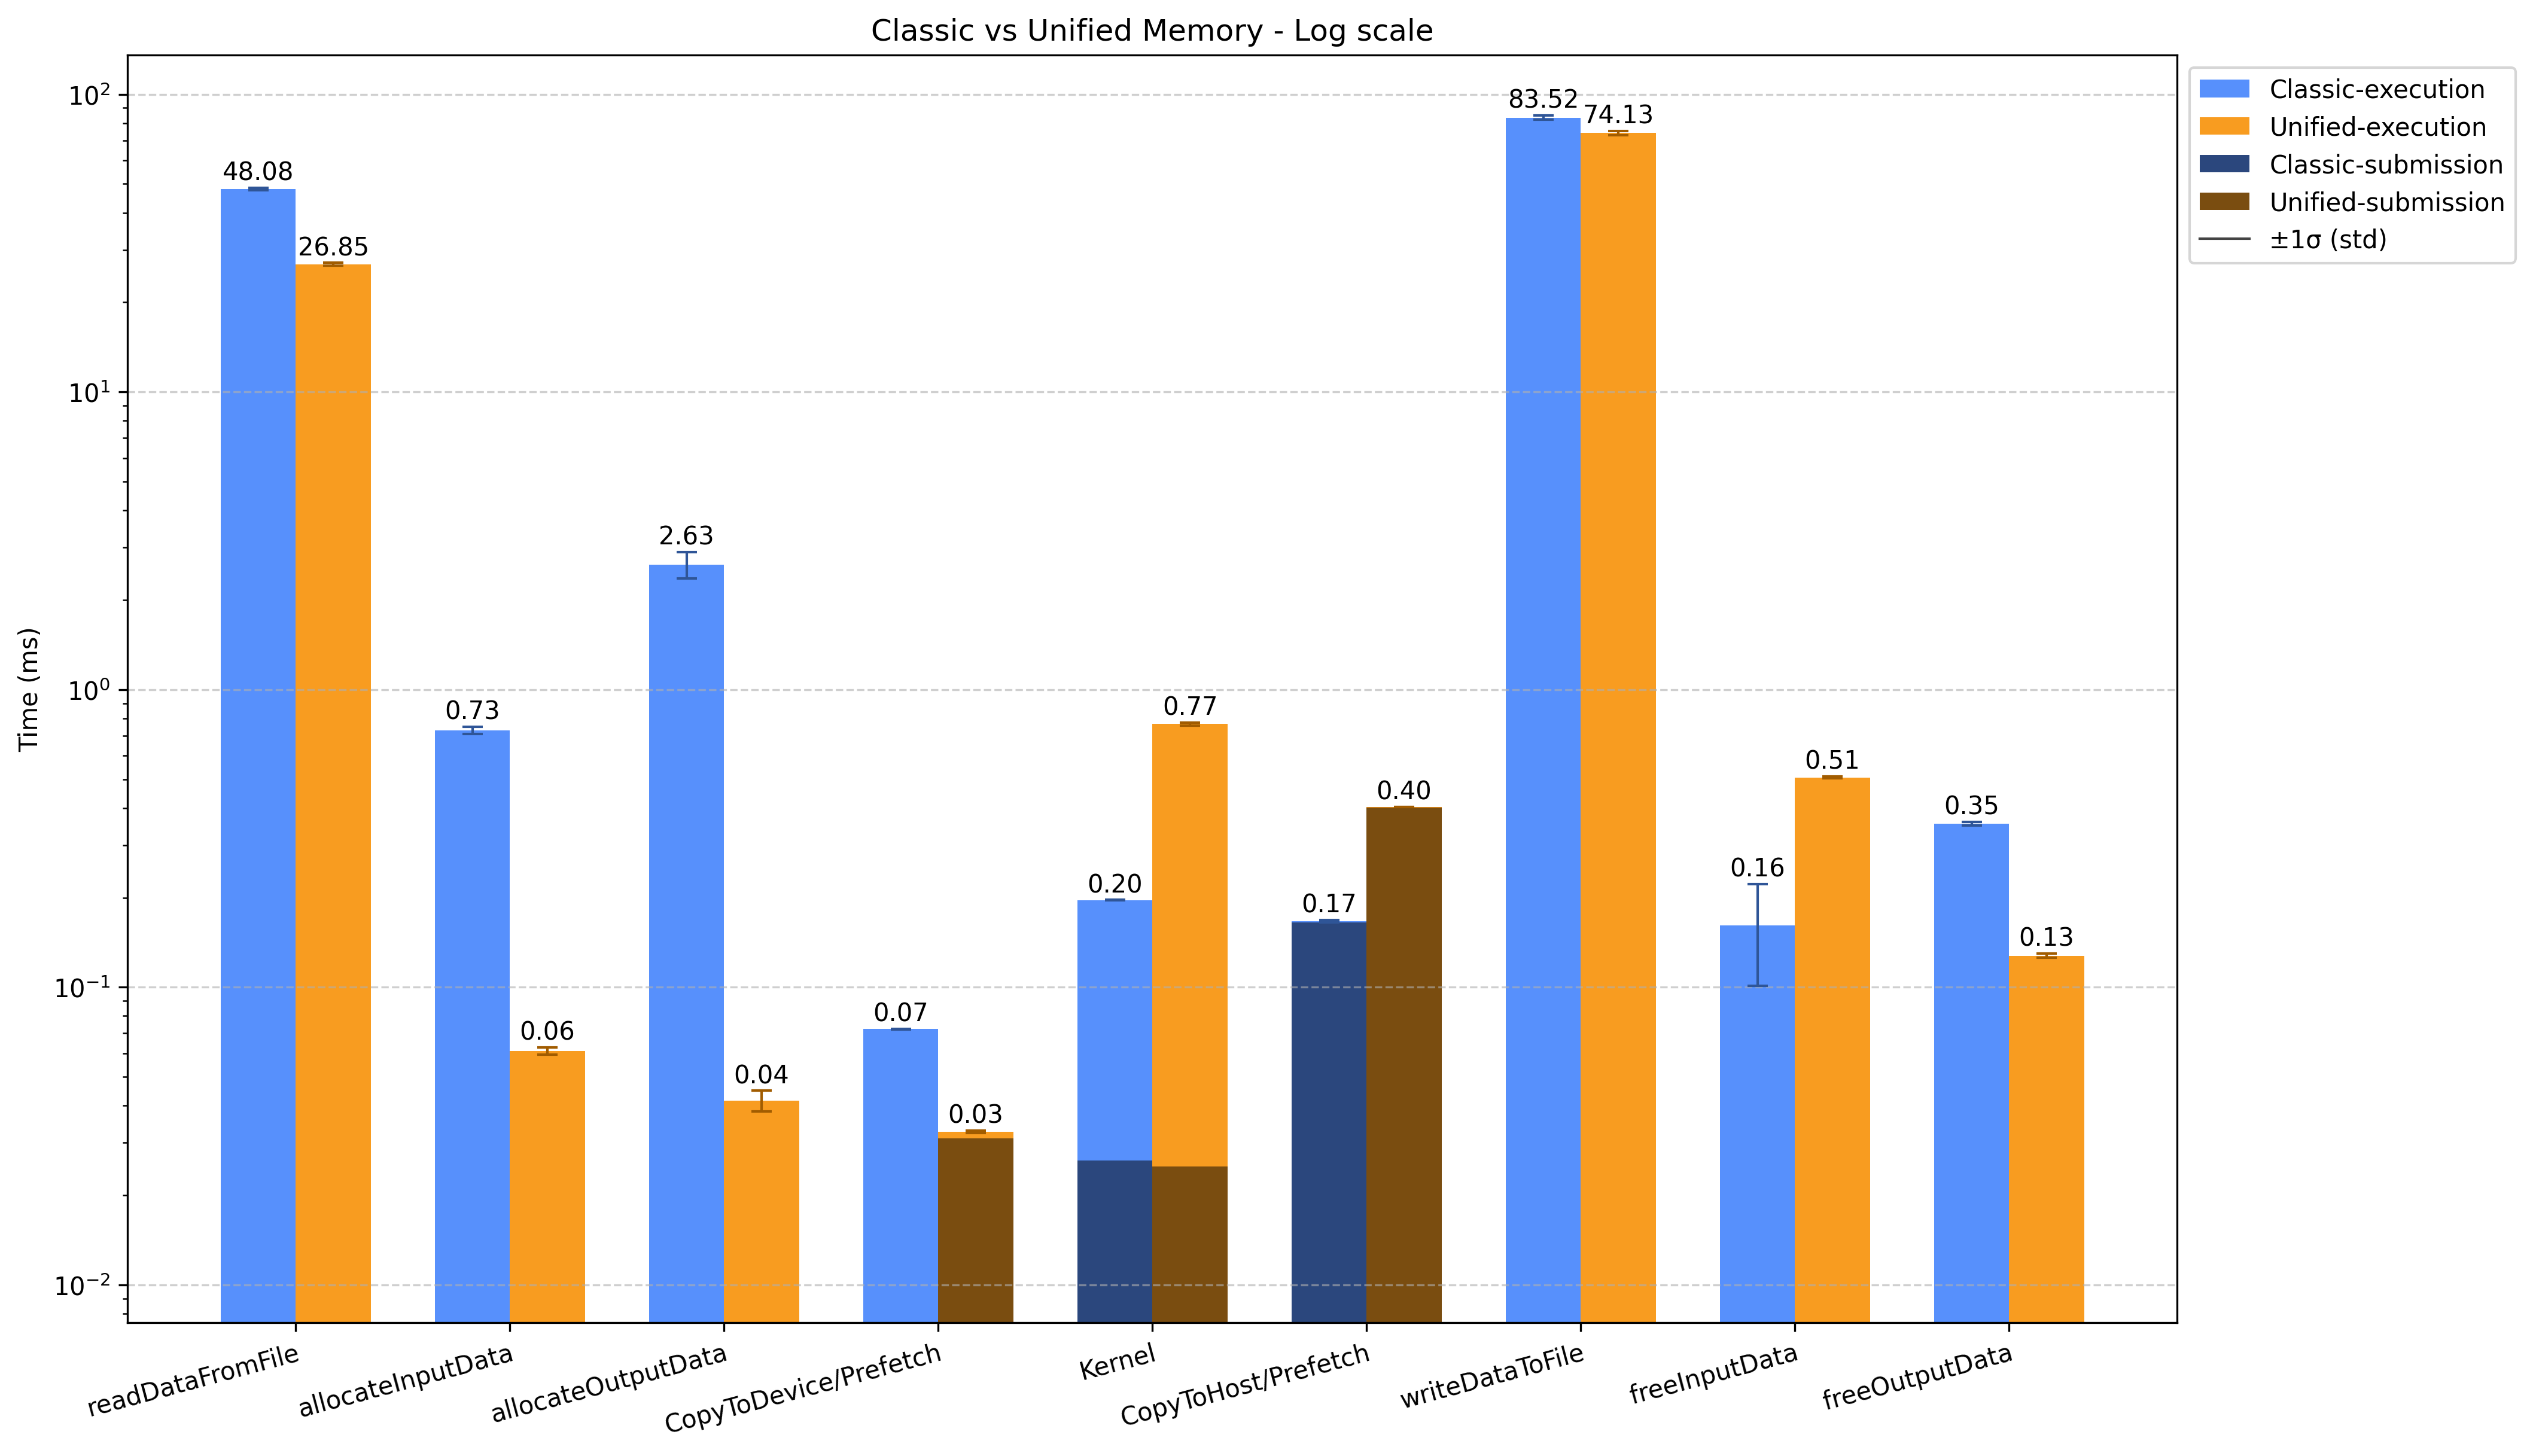 Classic vs Unified Memory - Log scale
Time (ms)
10²
10¹
10⁰
10⁻¹
10⁻²
48.08
26.85
0.73
0.06
2.63
0.04
0.07
0.03
0.20
0.77
0.17
0.40
83.52
74.13
0.16
0.51
0.35
0.13
readDataFromFile
allocateInputData
allocateOutputData
CopyToDevice/Prefetch
Kernel
CopyToHost/Prefetch
writeDataToFile
freeInputData
freeOutputData
Classic-execution
Unified-execution
Classic-submission
Unified-submission
±1σ (std)